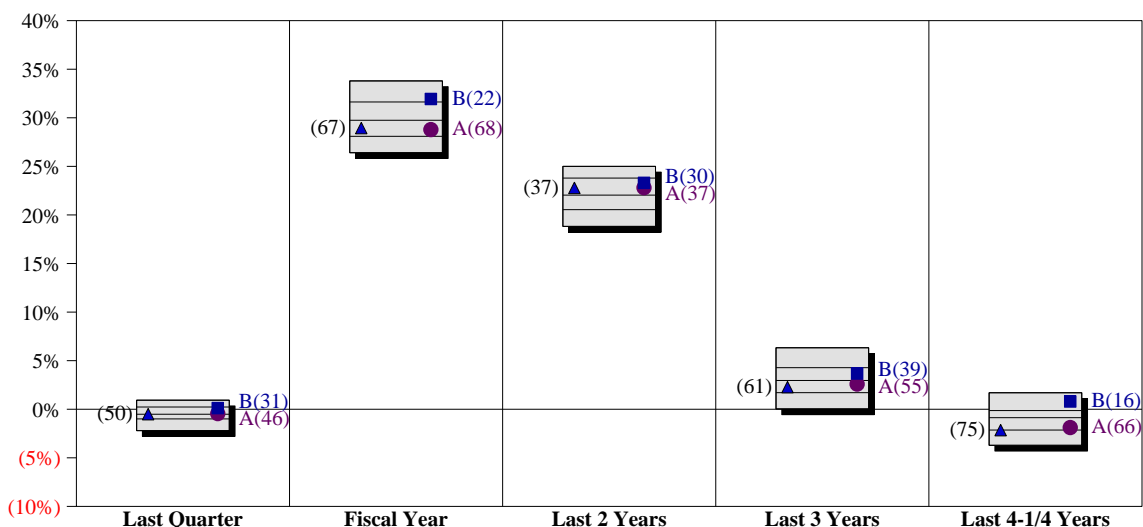 40%
35%
30%
25%
20%
15%
10%
5%
0%
(5%)
(10%)
(50)
B(31)
A(46)
(67)
B(22)
A(68)
(37)
B(30)
A(37)
(61)
B(39)
A(55)
(75)
B(16)
A(66)
Last Quarter
Fiscal Year
Last 2 Years
Last 3 Years
Last 4-1/4 Years